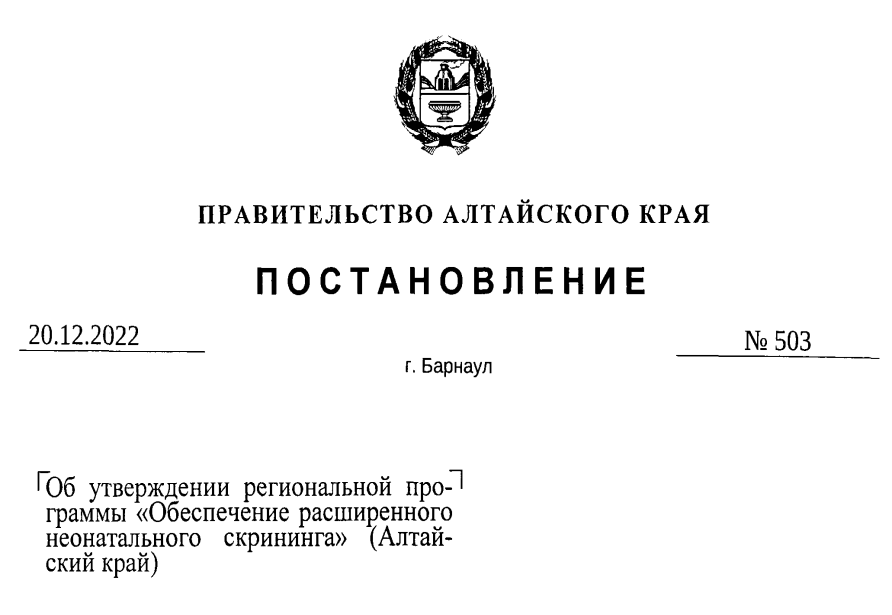 ПРАВИТЕЛЬСТВО АЛТАЙСКОГО КРАЯ
ПОСТАНОВЛЕНИЕ
20.12.2022
№ 503
г. Барнаул
Об утверждении региональной про-
граммы «Обеспечение расширенного
неонатального скрининга» (Алтай-
ский край)